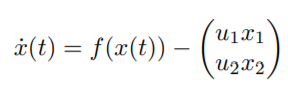 ẋ(t) = f(x(t)) − (u₁x₁
u₂x₂)